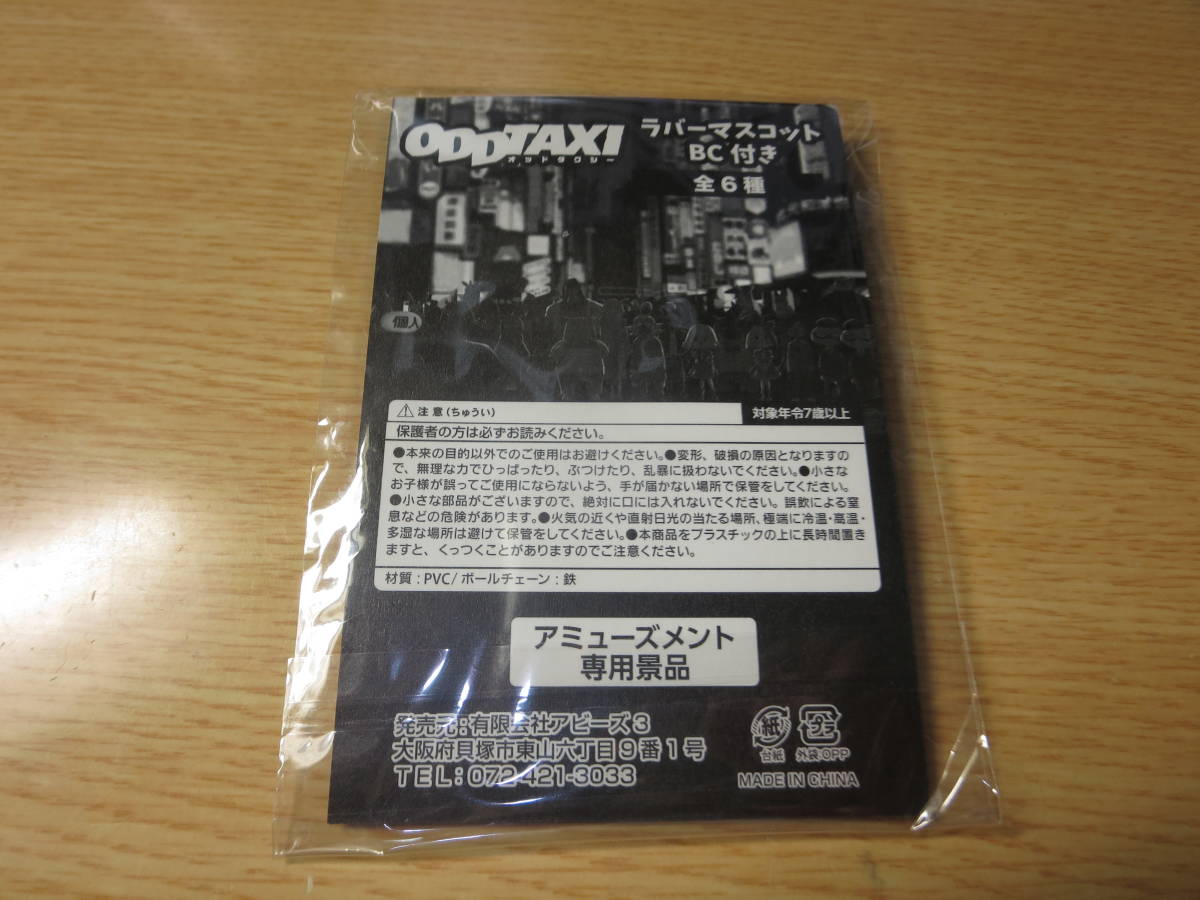 ODDTAXI
オッドタクシー
ラバーマスコット
BC付き
全6種
個人
⚠注意(ちゅうい)
対象年令7歳以上
保護者の方は必ずお読みください。
●本来の目的以外でのご使用はお避けください。●変形、破損の原因となりますの
で、無理な力でひっぱったり、ぶつけたり、乱暴に扱わないでください。●小さな
お子様が誤ってご使用にならないよう、手が届かない場所で保管をしてください。
●小さな部品がございますので、絶対に口には入れないでください。誤飲による窒
息などの危険があります。●火気の近くや直射日光の当たる場所、極端に冷温・高温・
多湿な場所は避けて保管をしてください。●本商品をプラスチックの上に長時間置き
ますと、くっつくことがありますのでご注意ください。
材質:PVC/ボールチェーン:鉄
アミューズメント
専用景品
発売元:有限会社アビーズ3
大阪府貝塚市東山六丁目9番1号
TEL:072-421-3033
紙
台紙
プラ
外袋:OPP
MADE IN CHINA